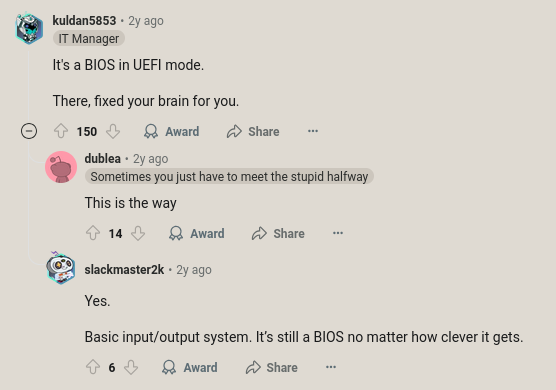 kuldan5853 • 2y ago
IT Manager
It's a BIOS in UEFI mode.
There, fixed your brain for you.
150 Award Share ...
dublea • 2y ago
Sometimes you just have to meet the stupid halfway
This is the way
14 Award Share ...
slackmaster2k • 2y ago
Yes.
Basic input/output system. It’s still a BIOS no matter how clever it gets.
6 Award Share ...